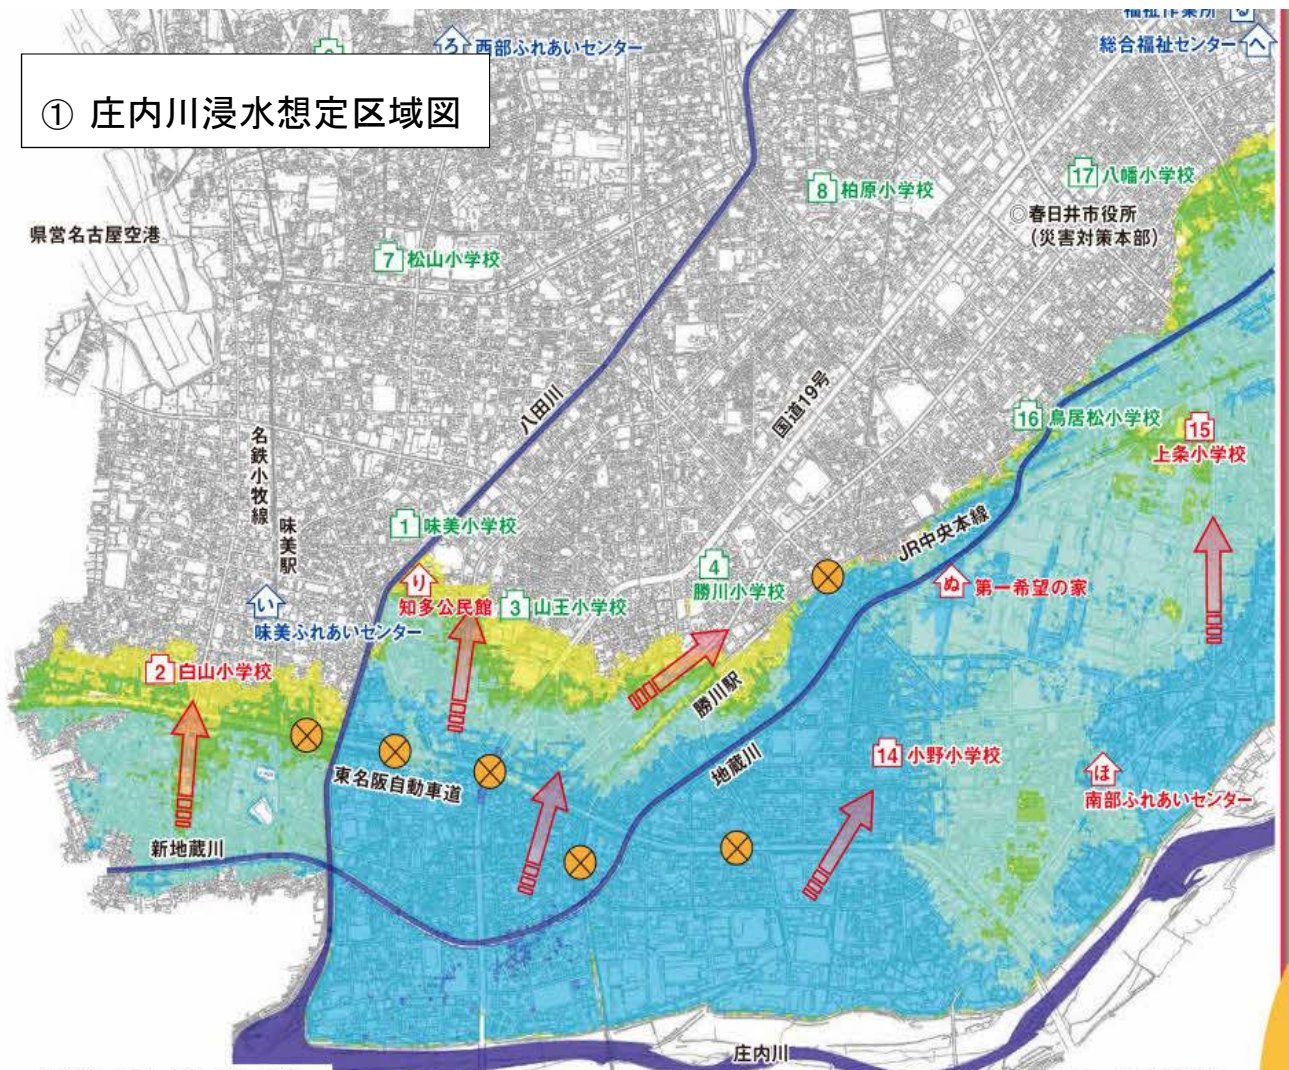 福祉作業所 る
ろ 西部ふれあいセンター
総合福祉センター へ
① 庄内川浸水想定区域図
17 八幡小学校
8 柏原小学校
◎春日井市役所
(災害対策本部)
県営名古屋空港
7 松山小学校
八田川
国道19号
16 鳥居松小学校
15
上条小学校
名鉄小牧線
味美駅
1 味美小学校
JR中央本線
4
勝川小学校
り
知多公民館
3 山王小学校
ぬ 第一希望の家
い
味美ふれあいセンター
2 白山小学校
勝川駅
地蔵川
14 小野小学校
東名阪自動車道
ほ
南部ふれあいセンター
新地蔵川
庄内川